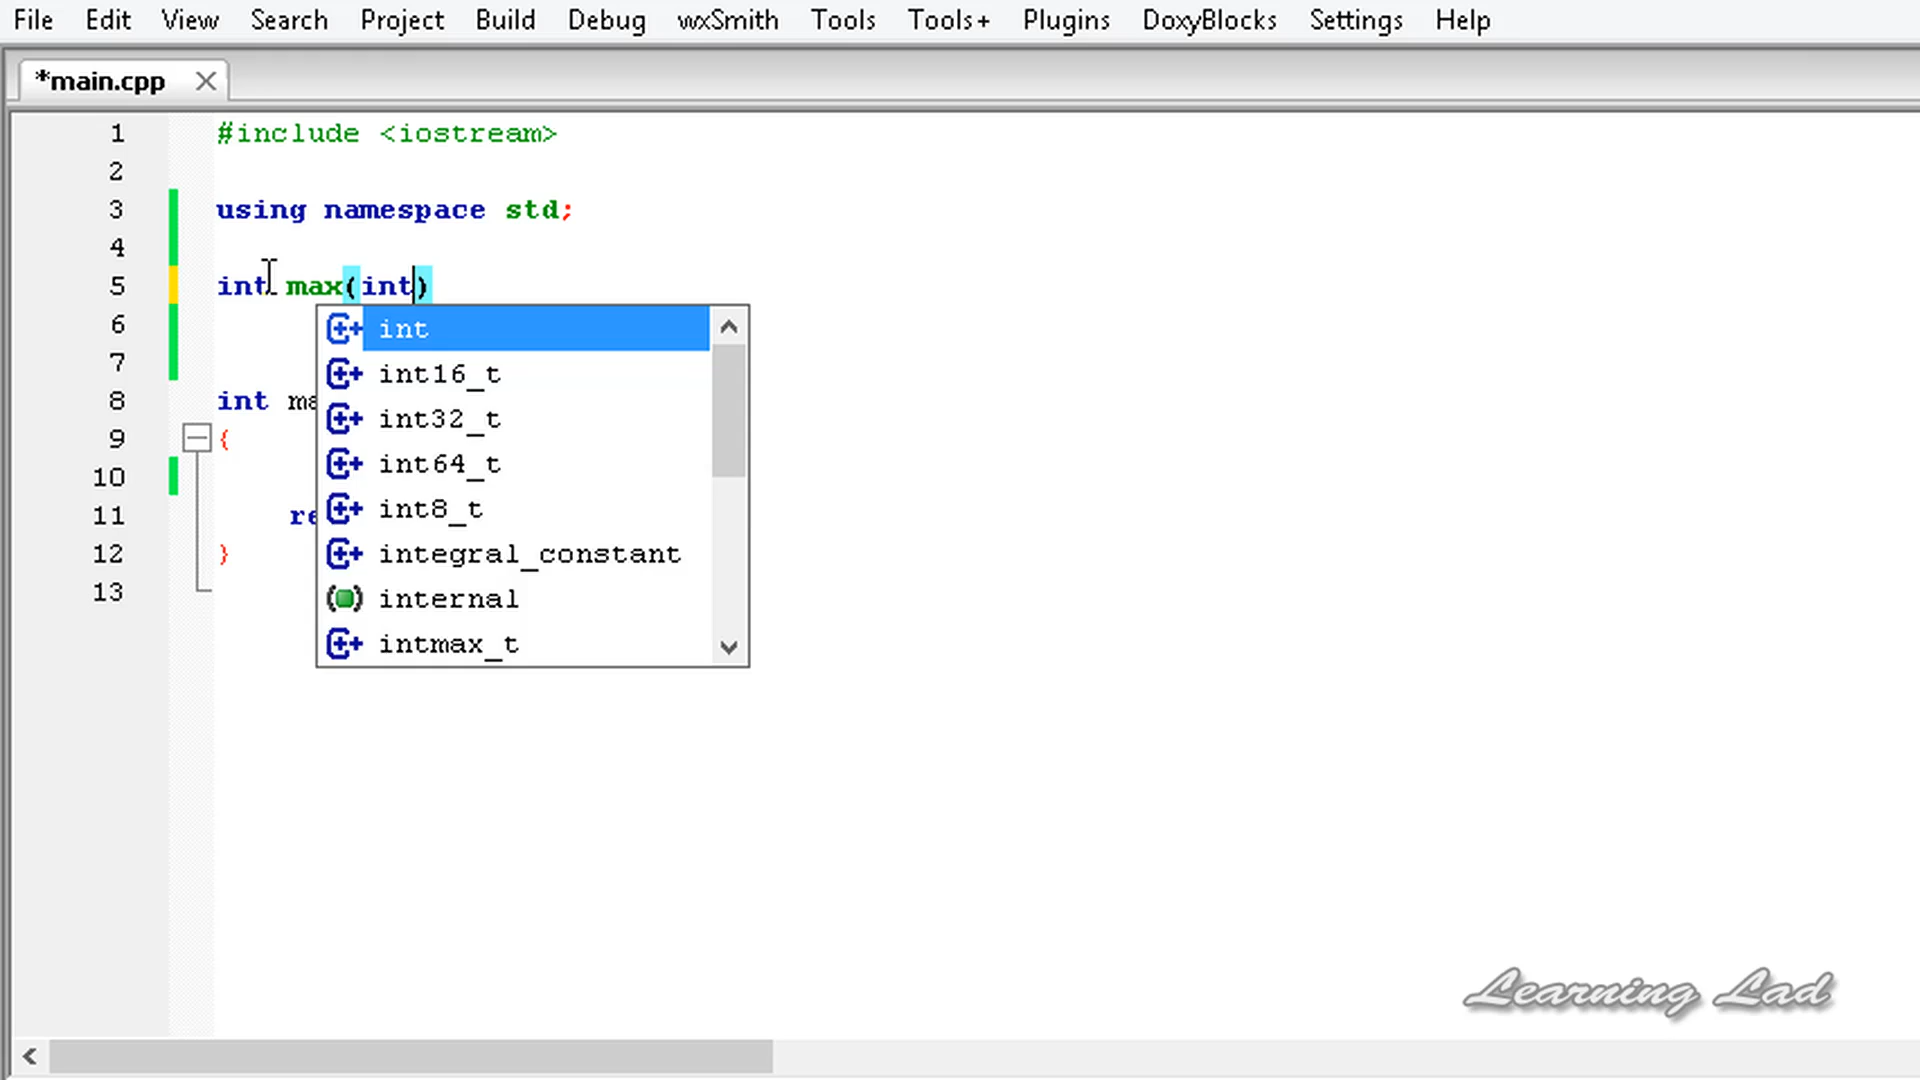 File Edit View Search Project Build Debug wxSmith Tools Tools+ Plugins DoxyBlocks Settings Help
*main.cpp
1 #include <iostream>
2
3 using namespace std;
4
5 int max(int)
6
7
8 int ma
9 {
10
11 re
12 }
13
int
int16_t
int32_t
int64_t
int8_t
integral_constant
internal
intmax_t
Learning Lad